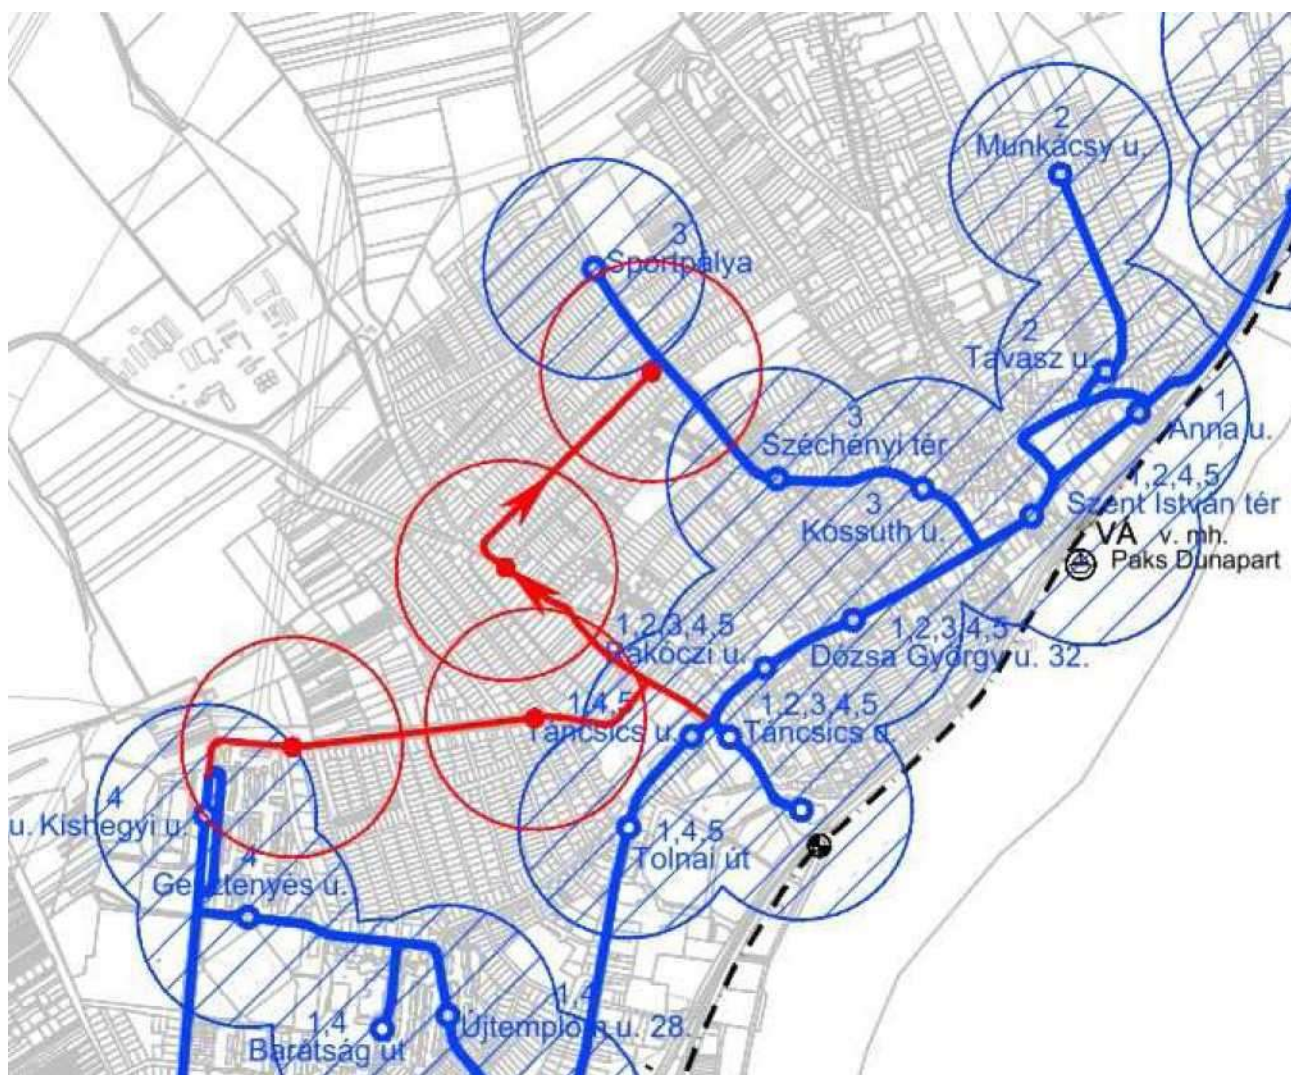 2
Munkácsy u.
3
Sportpálya
2
Tavasz u.
1
Anna u.
3
Széchényi tér
1,2,4,5
Szent István tér
3
Kossuth u.
VÁ v. mh.
Paks Dunapart
1,2,3,4,5
Rákóczi u.
1,2,3,4,5
Dózsa György u. 32.
1,4,5
Táncsics u.
1,2,3,4,5
Táncsics u.
4
u. Kishegyi u.
1,4,5
Tolnai út
4
Gesztenyés u.
1,4
Újtemplom u. 28.
1,4
Barátság út